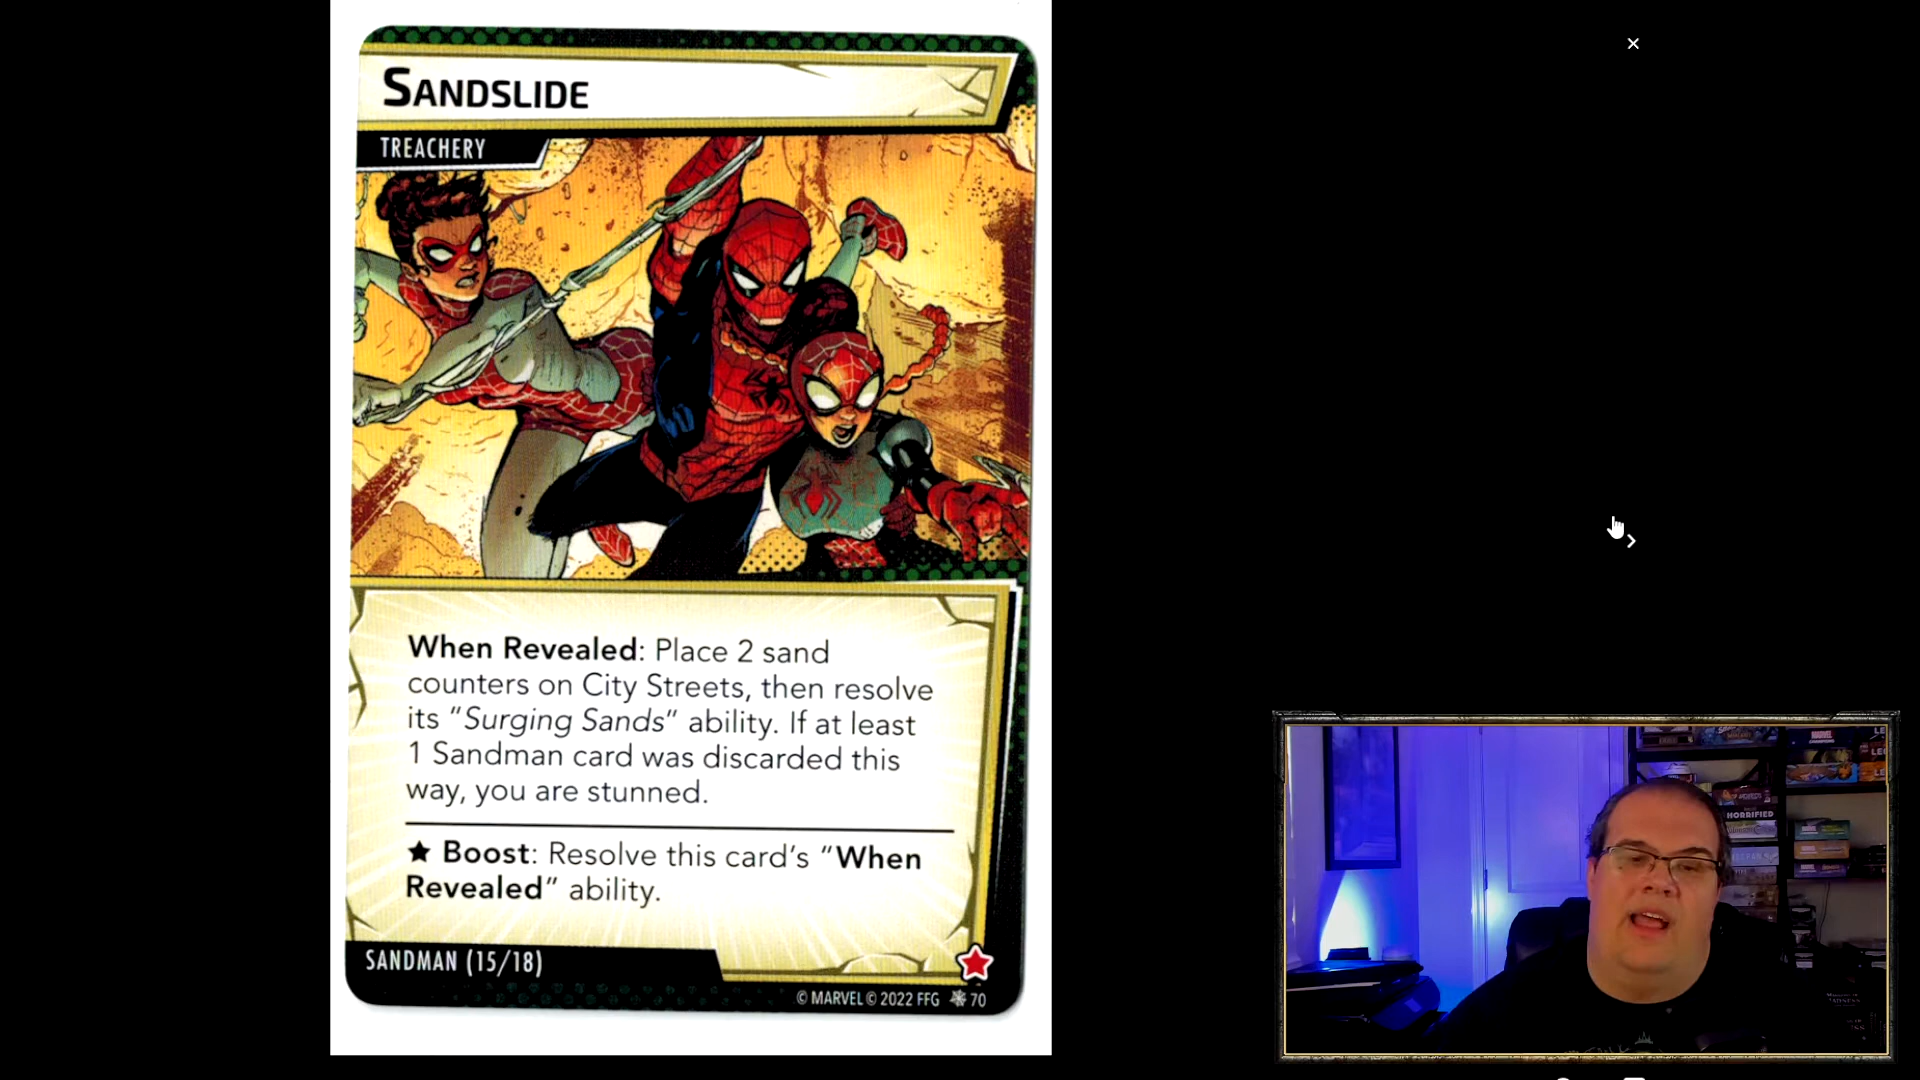 SANDSLIDE
TREACHERY
When Revealed: Place 2 sand
counters on City Streets, then resolve
its "Surging Sands" ability. If at least
1 Sandman card was discarded this
way, you are stunned.
★ Boost: Resolve this card's "When
Revealed" ability.
SANDMAN (15/18)
© MARVEL © 2022 FFG 70
HORRIFIED
MARVEL